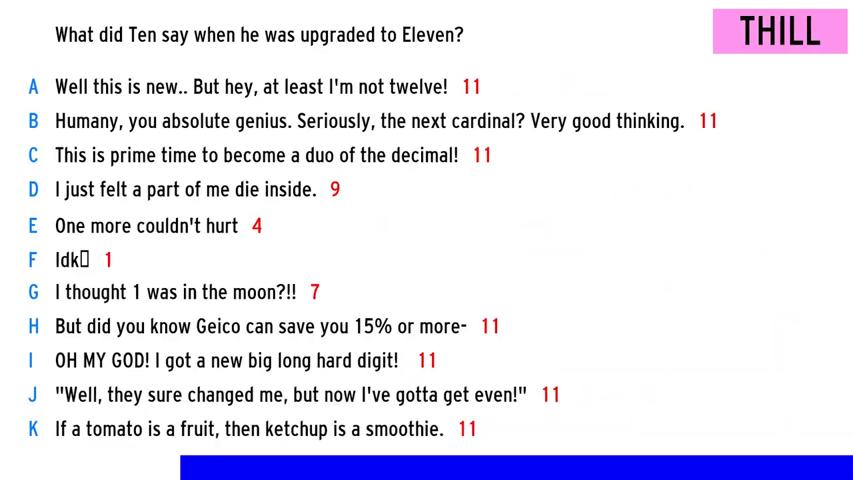 What did Ten say when he was upgraded to Eleven?
THILL
A Well this is new.. But hey, at least I'm not twelve! 11
B Humany, you absolute genius. Seriously, the next cardinal? Very good thinking. 11
C This is prime time to become a duo of the decimal! 11
D I just felt a part of me die inside. 9
E One more couldn't hurt 4
F Idk▯ 1
G I thought 1 was in the moon?!! 7
H But did you know Geico can save you 15% or more- 11
I OH MY GOD! I got a new big long hard digit! 11
J "Well, they sure changed me, but now I've gotta get even!" 11
K If a tomato is a fruit, then ketchup is a smoothie. 11